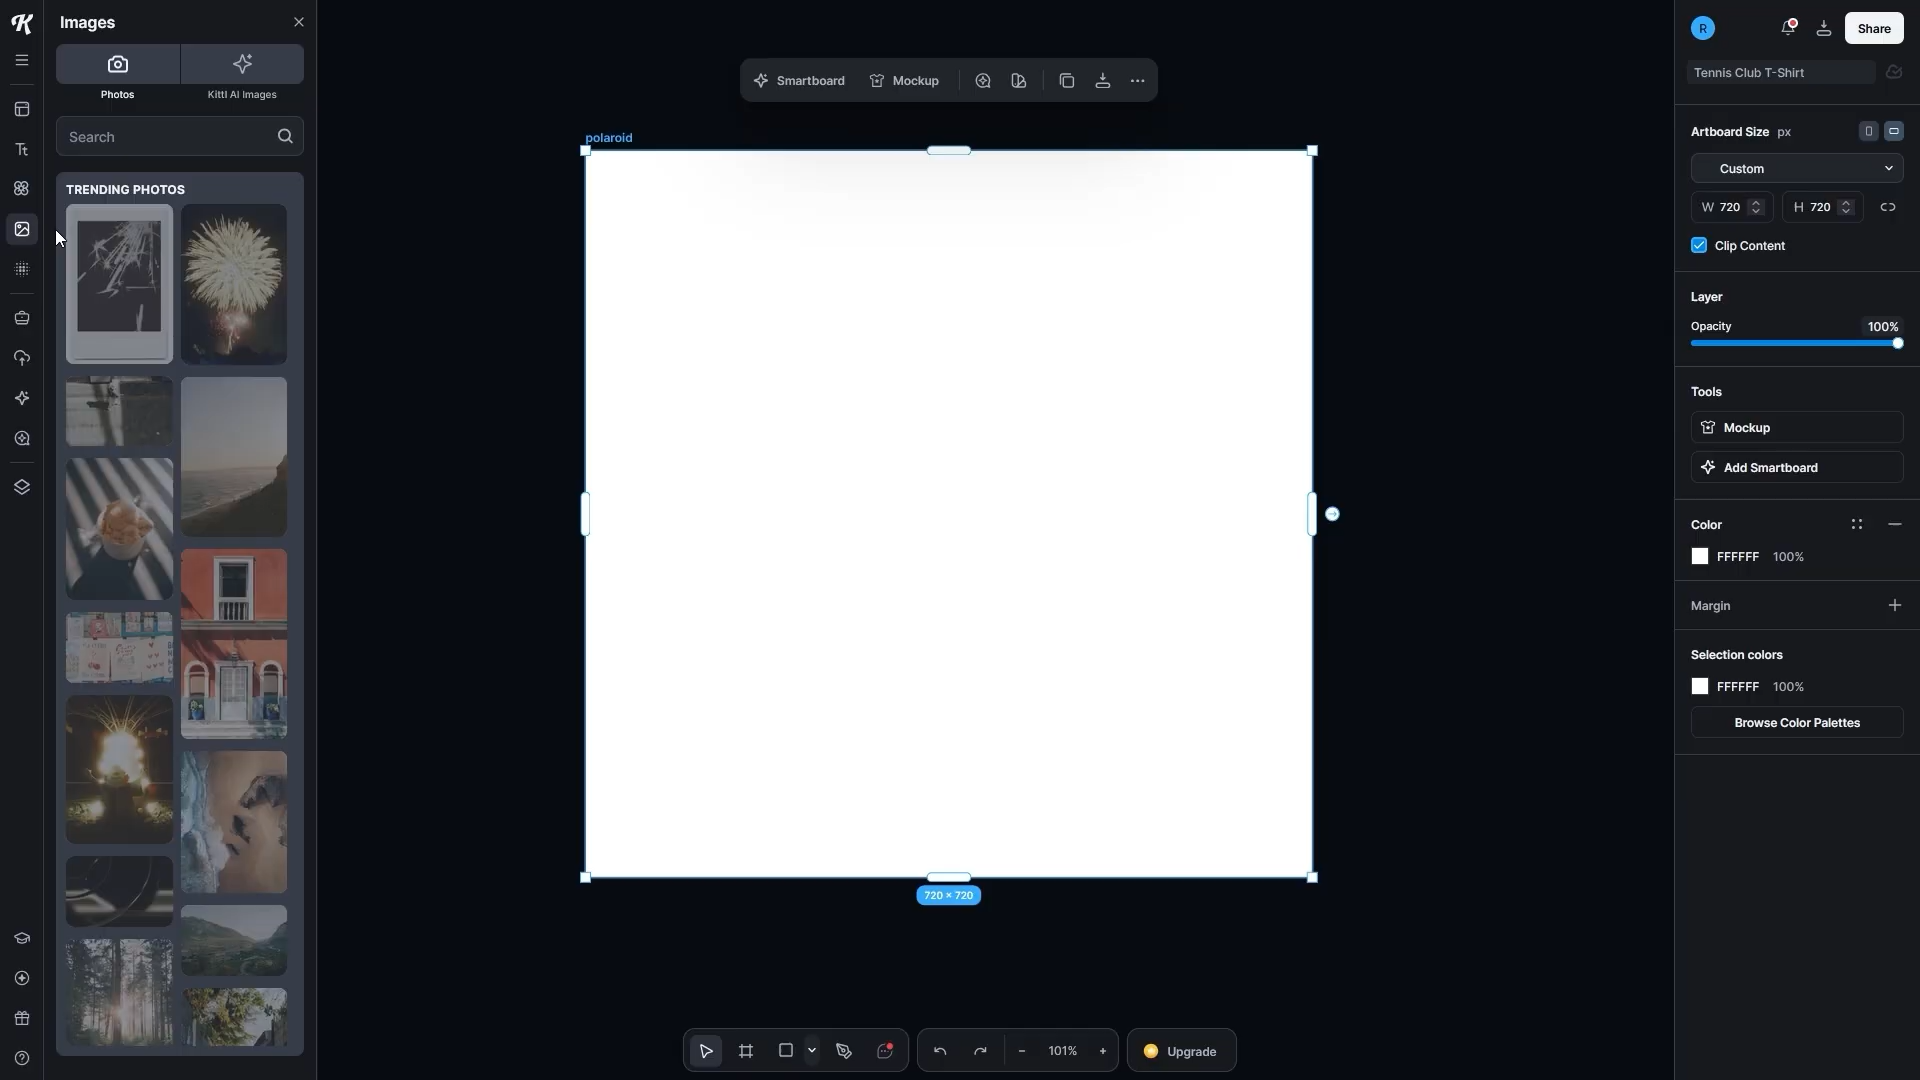 Images
Photos
Kittl AI Images
Search
TRENDING PHOTOS
Smartboard
Mockup
polaroid
720 × 720
101%
Upgrade
R
Share
Tennis Club T-Shirt
Artboard Size px
Custom
W 720
H 720
Clip Content
Layer
Opacity 100%
Tools
Mockup
Add Smartboard
Color
FFFFFF 100%
Margin
Selection colors
FFFFFF 100%
Browse Color Palettes